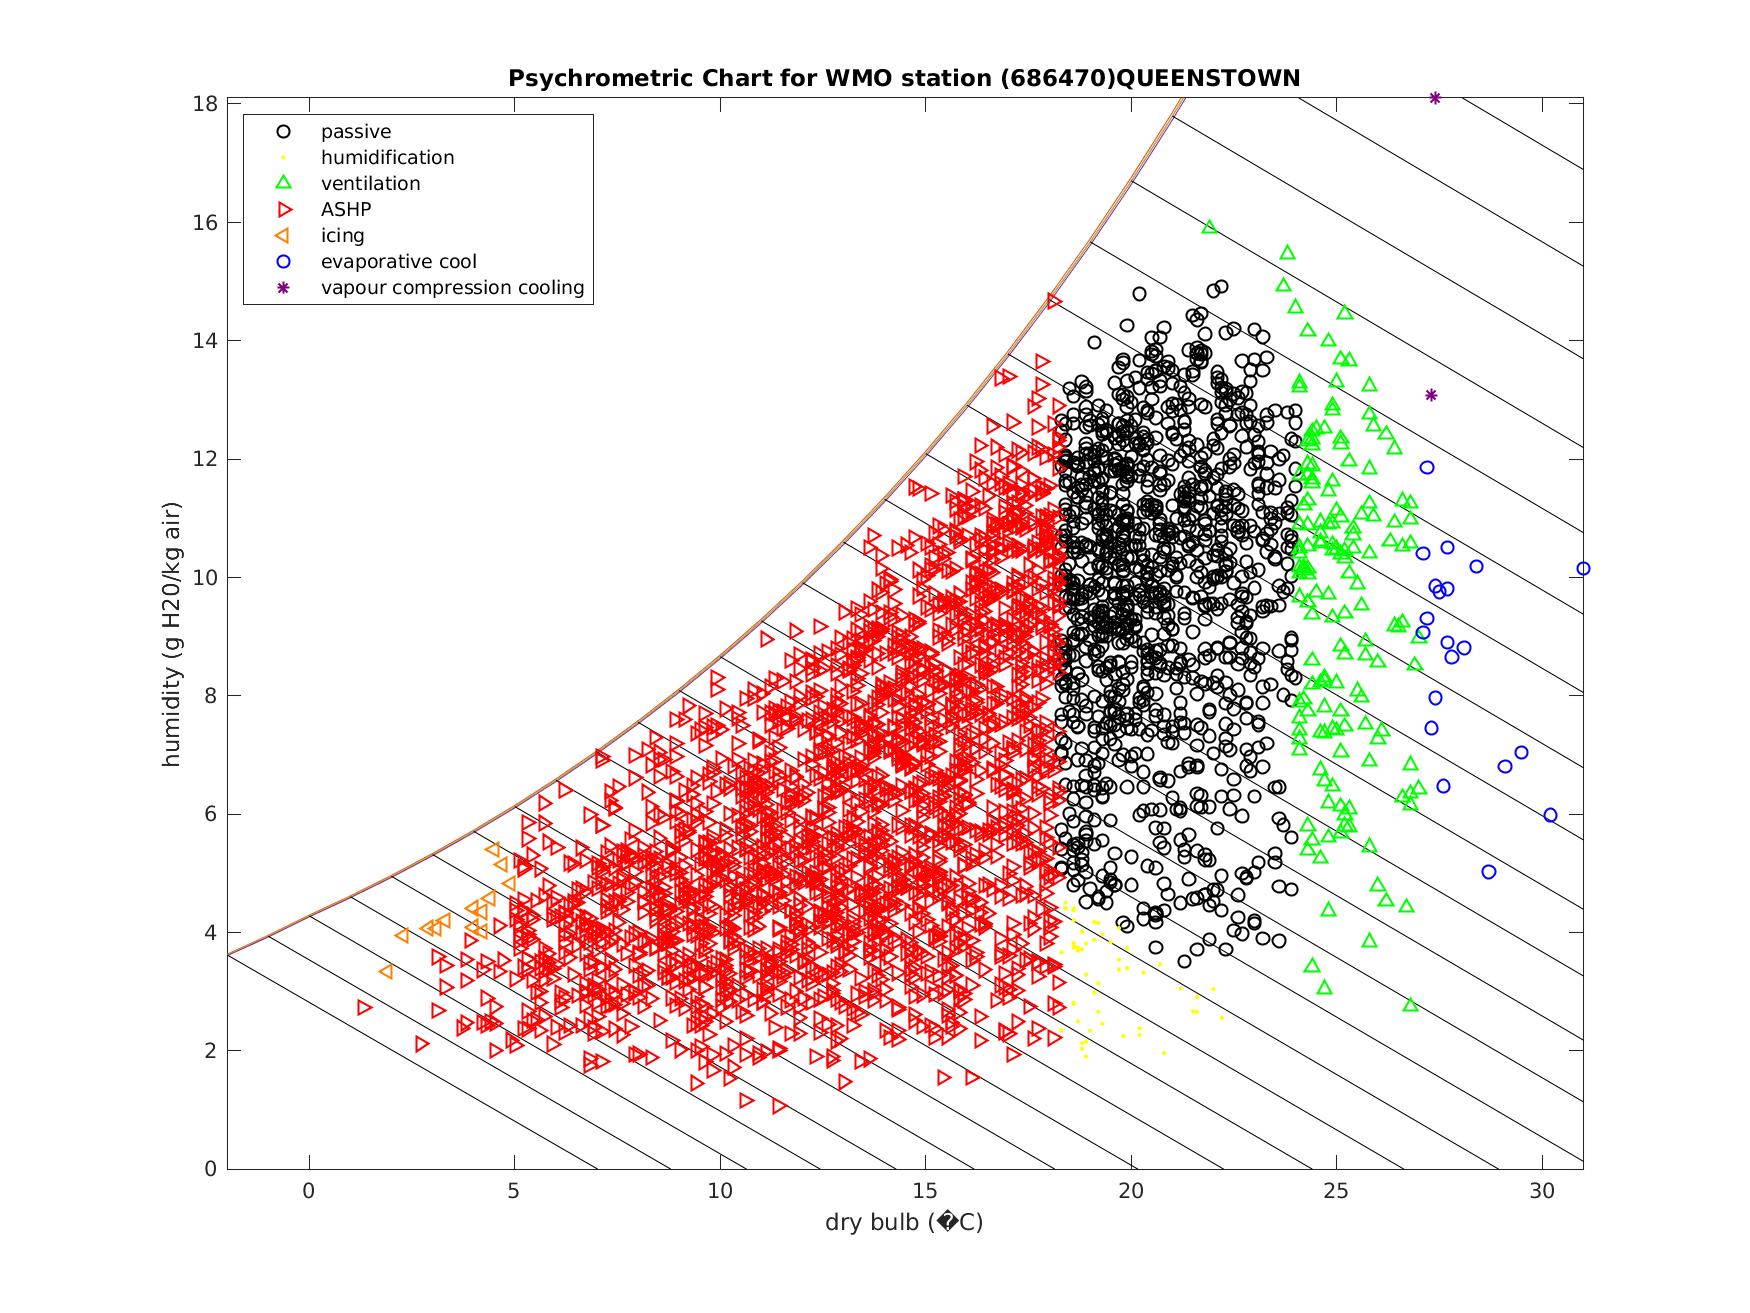 Psychrometric Chart for WMO station (686470)QUEENSTOWN
18
16
14
12
10
8
6
4
2
0
humidity (g H20/kg air)
passive
humidification
ventilation
ASHP
icing
evaporative cool
vapour compression cooling
0 5 10 15 20 25 30
dry bulb (�C)